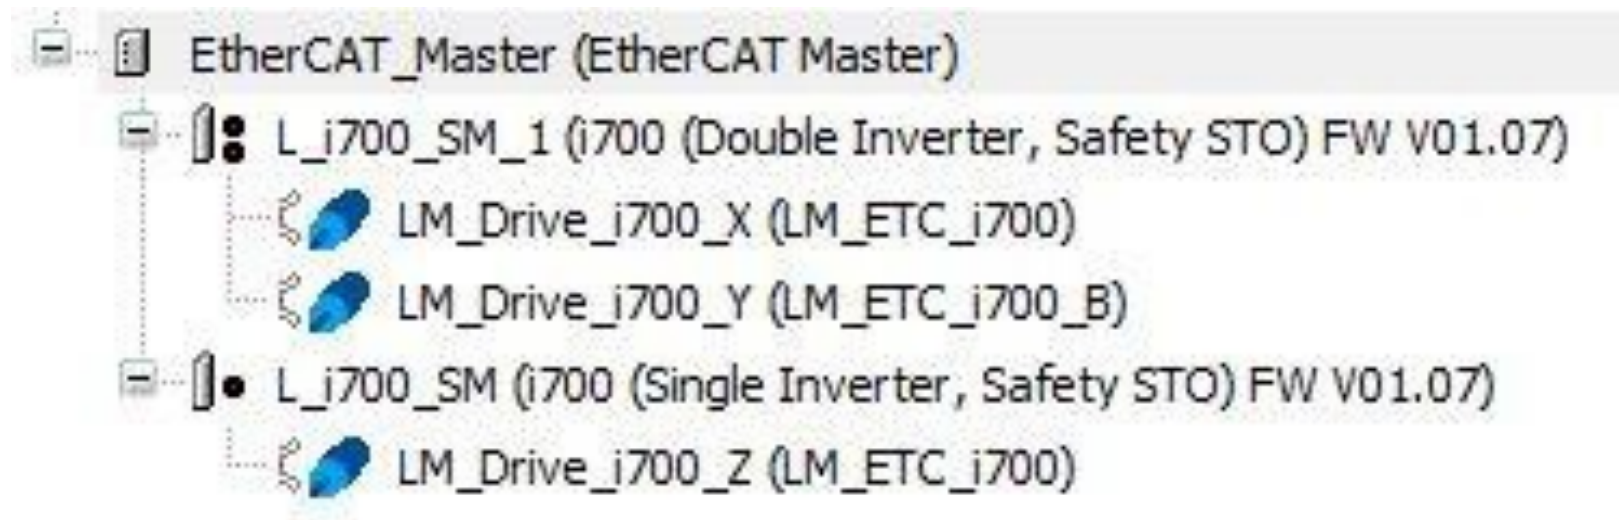 EtherCAT_Master (EtherCAT Master)
L_i700_SM_1 (i700 (Double Inverter, Safety STO) FW V01.07)
LM_Drive_i700_X (LM_ETC_i700)
LM_Drive_i700_Y (LM_ETC_i700_B)
L_i700_SM (i700 (Single Inverter, Safety STO) FW V01.07)
LM_Drive_i700_Z (LM_ETC_i700)